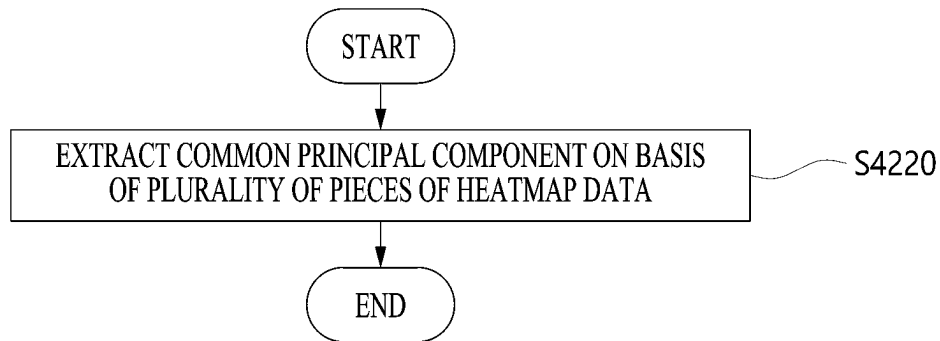 START
EXTRACT COMMON PRINCIPAL COMPONENT ON BASIS
OF PLURALITY OF PIECES OF HEATMAP DATA
S4220
END